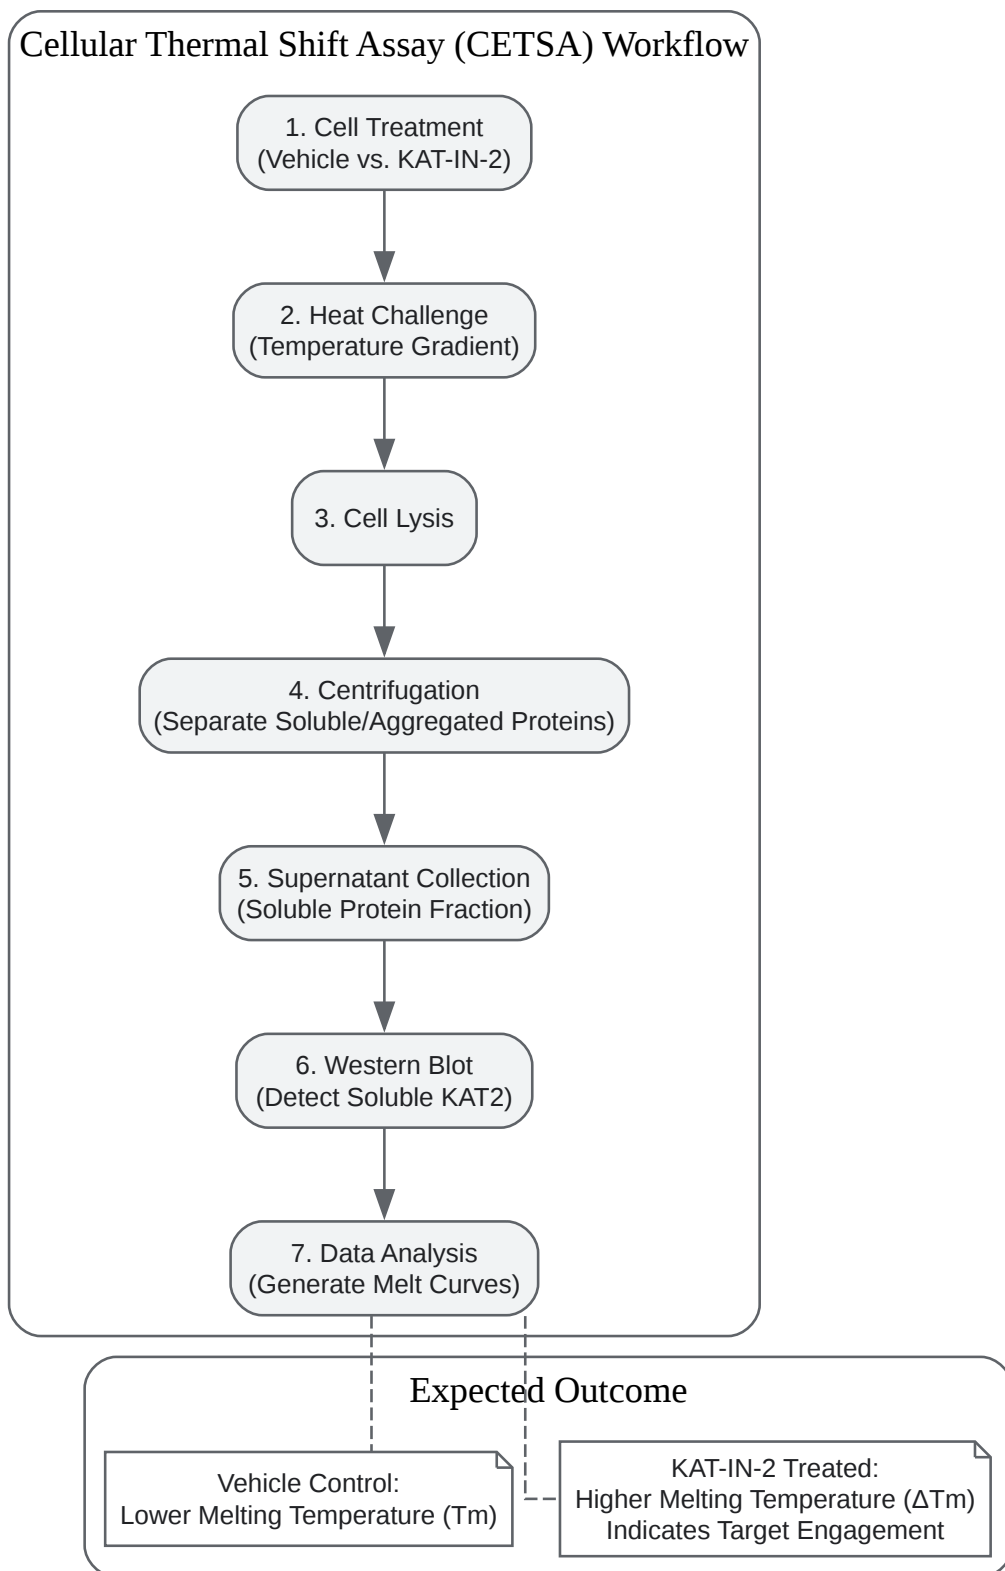 Cellular Thermal Shift Assay (CETSA) Workflow
1. Cell Treatment
(Vehicle vs. KAT-IN-2)
2. Heat Challenge
(Temperature Gradient)
3. Cell Lysis
4. Centrifugation
(Separate Soluble/Aggregated Proteins)
5. Supernatant Collection
(Soluble Protein Fraction)
6. Western Blot
(Detect Soluble KAT2)
7. Data Analysis
(Generate Melt Curves)
Expected Outcome
Vehicle Control:
Lower Melting Temperature (Tm)
KAT-IN-2 Treated:
Higher Melting Temperature (ΔTm)
Indicates Target Engagement